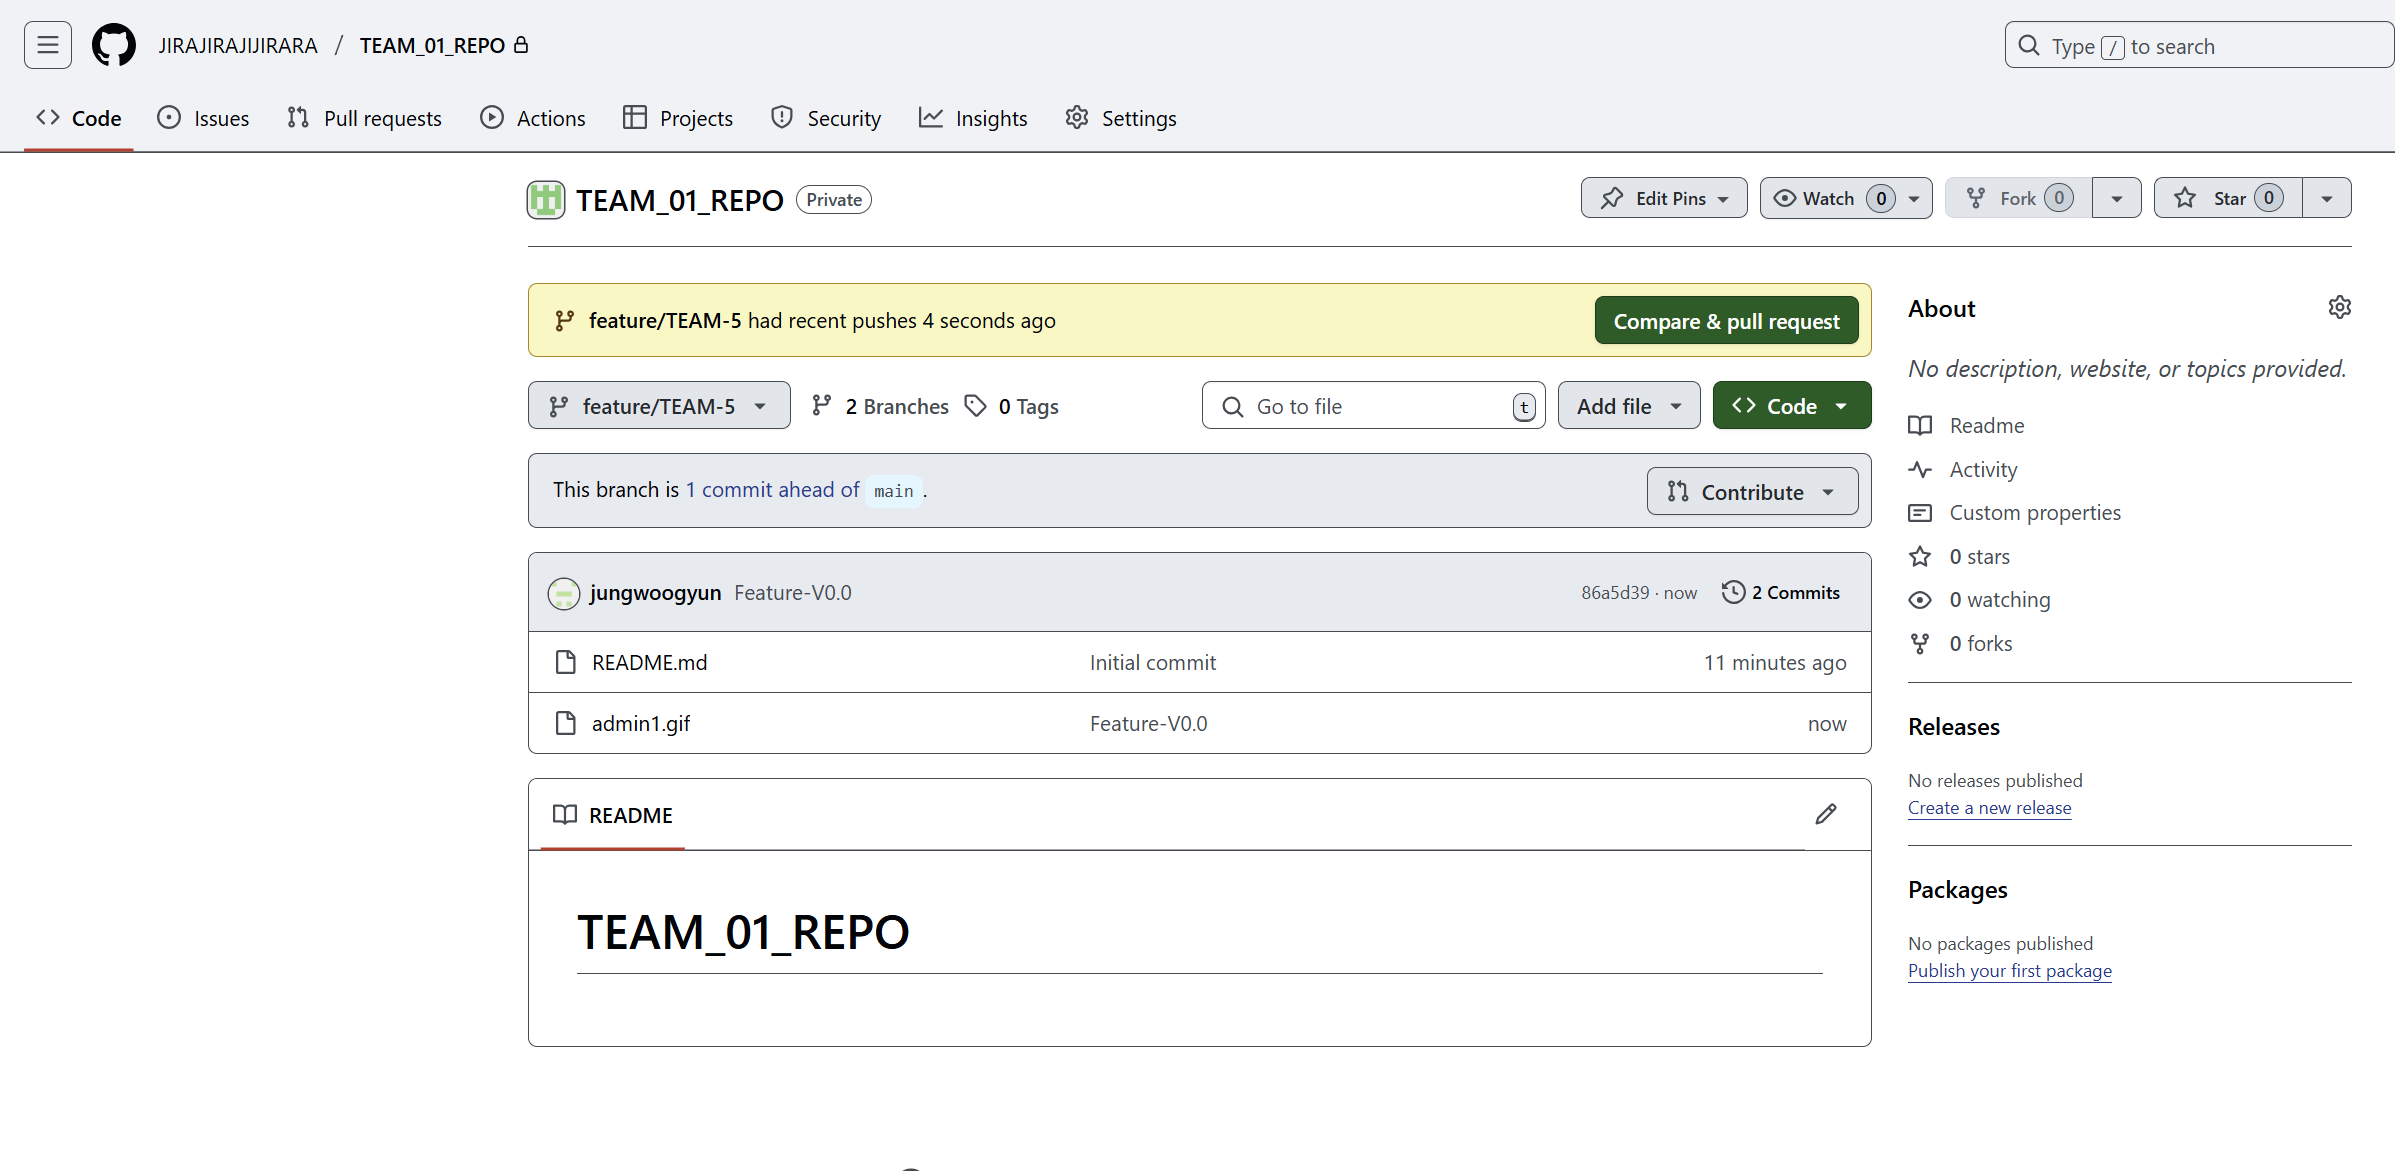 JIRAJIRAJIJIRARA / TEAM_01_REPO
Type / to search
Code Issues Pull requests Actions Projects Security Insights Settings
TEAM_01_REPO Private
Edit Pins Watch 0 Fork 0 Star 0
feature/TEAM-5 had recent pushes 4 seconds ago
Compare & pull request
feature/TEAM-5 2 Branches 0 Tags
Go to file t Add file Code
This branch is 1 commit ahead of main .
Contribute
jungwoogyun Feature-V0.0 86a5d39 · now 2 Commits
README.md Initial commit 11 minutes ago
admin1.gif Feature-V0.0 now
README
TEAM_01_REPO
About
No description, website, or topics provided.
Readme
Activity
Custom properties
0 stars
0 watching
0 forks
Releases
No releases published
Create a new release
Packages
No packages published
Publish your first package